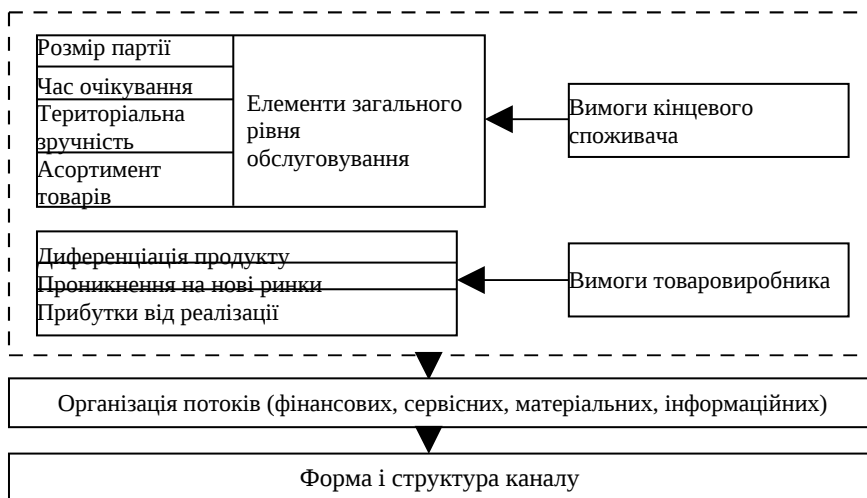 Розмір партії
Час очікування
Територіальна
зручність
Асортимент
товарів
Елементи загального
рівня
обслуговування
Вимоги кінцевого
споживача
Диференціація продукту
Проникнення на нові ринки
Прибутки від реалізації
Вимоги товаровиробника
Організація потоків (фінансових, сервісних, матеріальних, інформаційних)
Форма і структура каналу